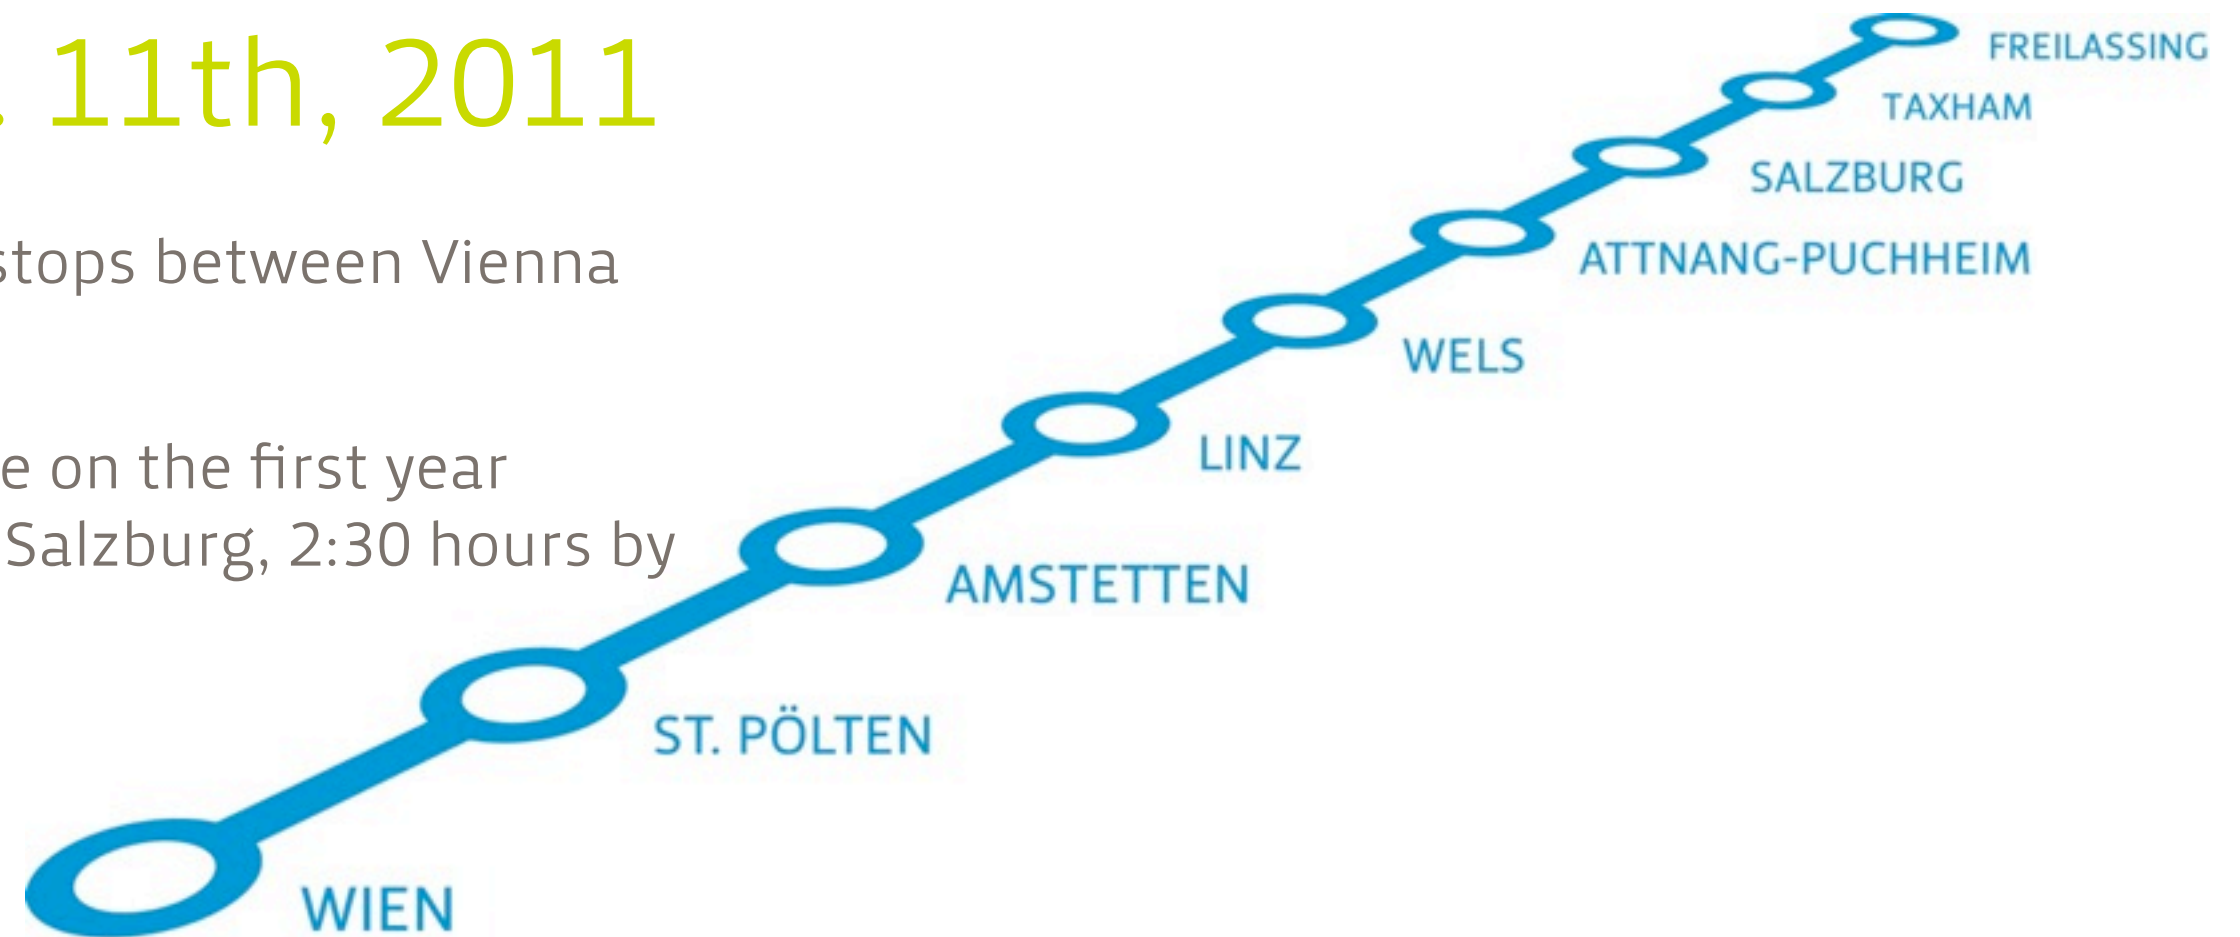 . 11th, 2011
stops between Vienna
e on the first year
Salzburg, 2:30 hours by
FREILASSING
TAXHAM
SALZBURG
ATTNANG-PUCHHEIM
WELS
LINZ
AMSTETTEN
ST. PÖLTEN
WIEN